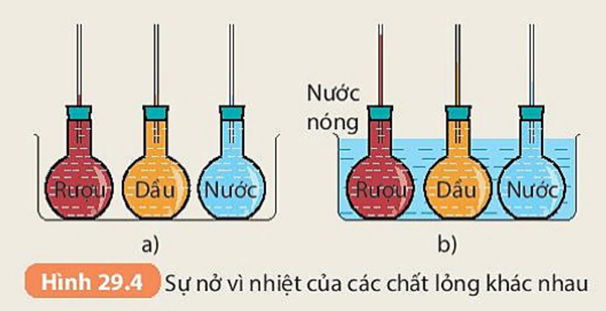 Rượu Dầu Nước
a)
Nước
nóng
Rượu Dầu Nước
b)
Hình 29.4 Sự nở vì nhiệt của các chất lỏng khác nhau